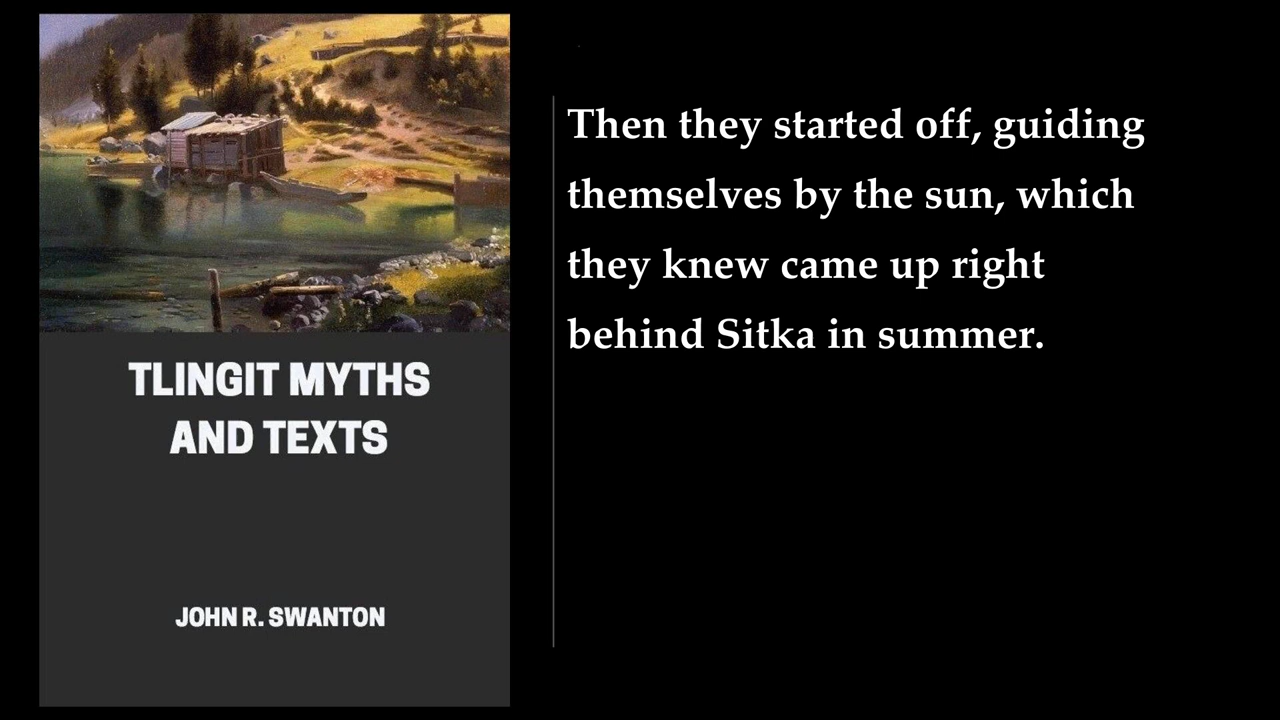 TLINGIT MYTHS
AND TEXTS
JOHN R. SWANTON
Then they started off, guiding
themselves by the sun, which
they knew came up right
behind Sitka in summer.